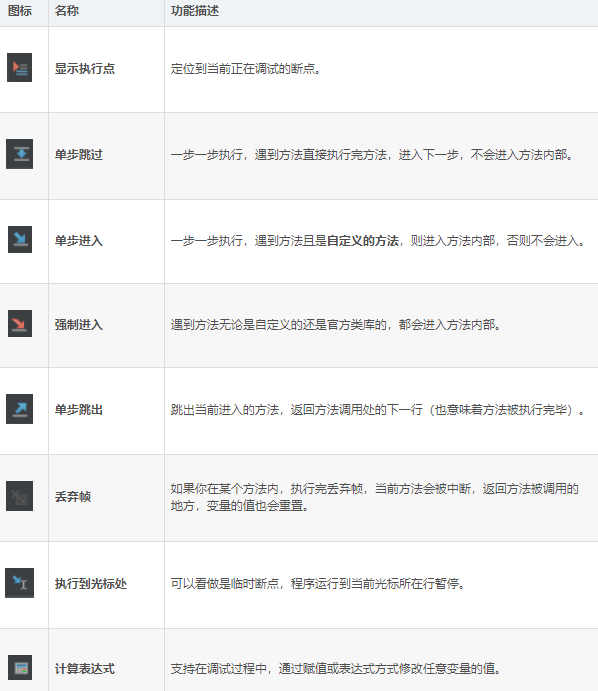 图标 名称 功能描述
显示执行点 定位到当前正在调试的断点。
单步跳过 一步一步执行，遇到方法直接执行完方法，进入下一步，不会进入方法内部。
单步进入 一步一步执行，遇到方法且是自定义的方法，则进入方法内部，否则不会进入。
强制进入 遇到方法无论是自定义的还是官方类库的，都会进入方法内部。
单步跳出 跳出当前进入的方法，返回方法调用处的下一行（也意味着方法被执行完毕）。
丢弃帧 如果你在某个方法内，执行完丢弃帧，当前方法会被中断，返回方法被调用的
地方，变量的值也会重置。
执行到光标处 可以看做是临时断点，程序运行到当前光标所在行暂停。
计算表达式 支持在调试过程中，通过赋值或表达式方式修改任意变量的值。